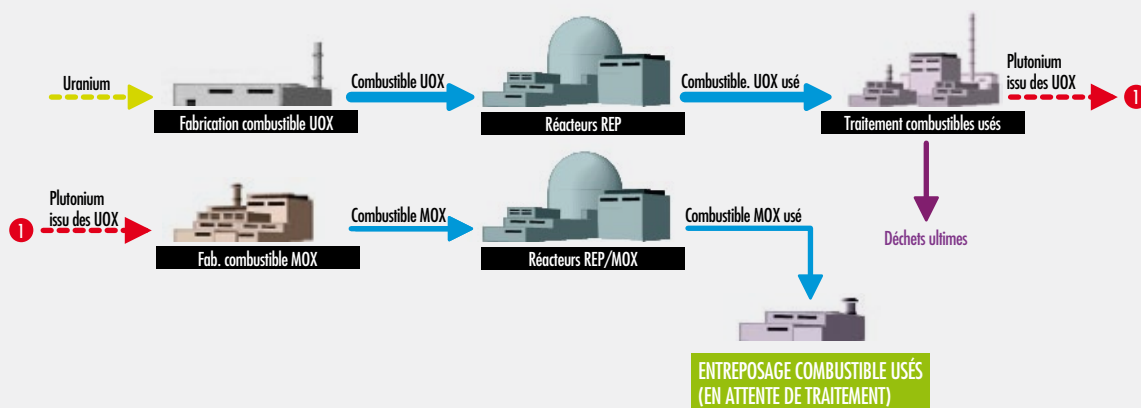 Uranium
Fabrication combustible UOX
Combustible UOX
Réacteurs REP
Combustible. UOX usé
Traitement combustibles usés
Plutonium
issu des UOX
1
Déchets ultimes
1
Plutonium
issu des UOX
Fab. combustible MOX
Combustible MOX
Réacteurs REP/MOX
Combustible MOX usé
ENTREPOSAGE COMBUSTIBLE USÉS
(EN ATTENTE DE TRAITEMENT)